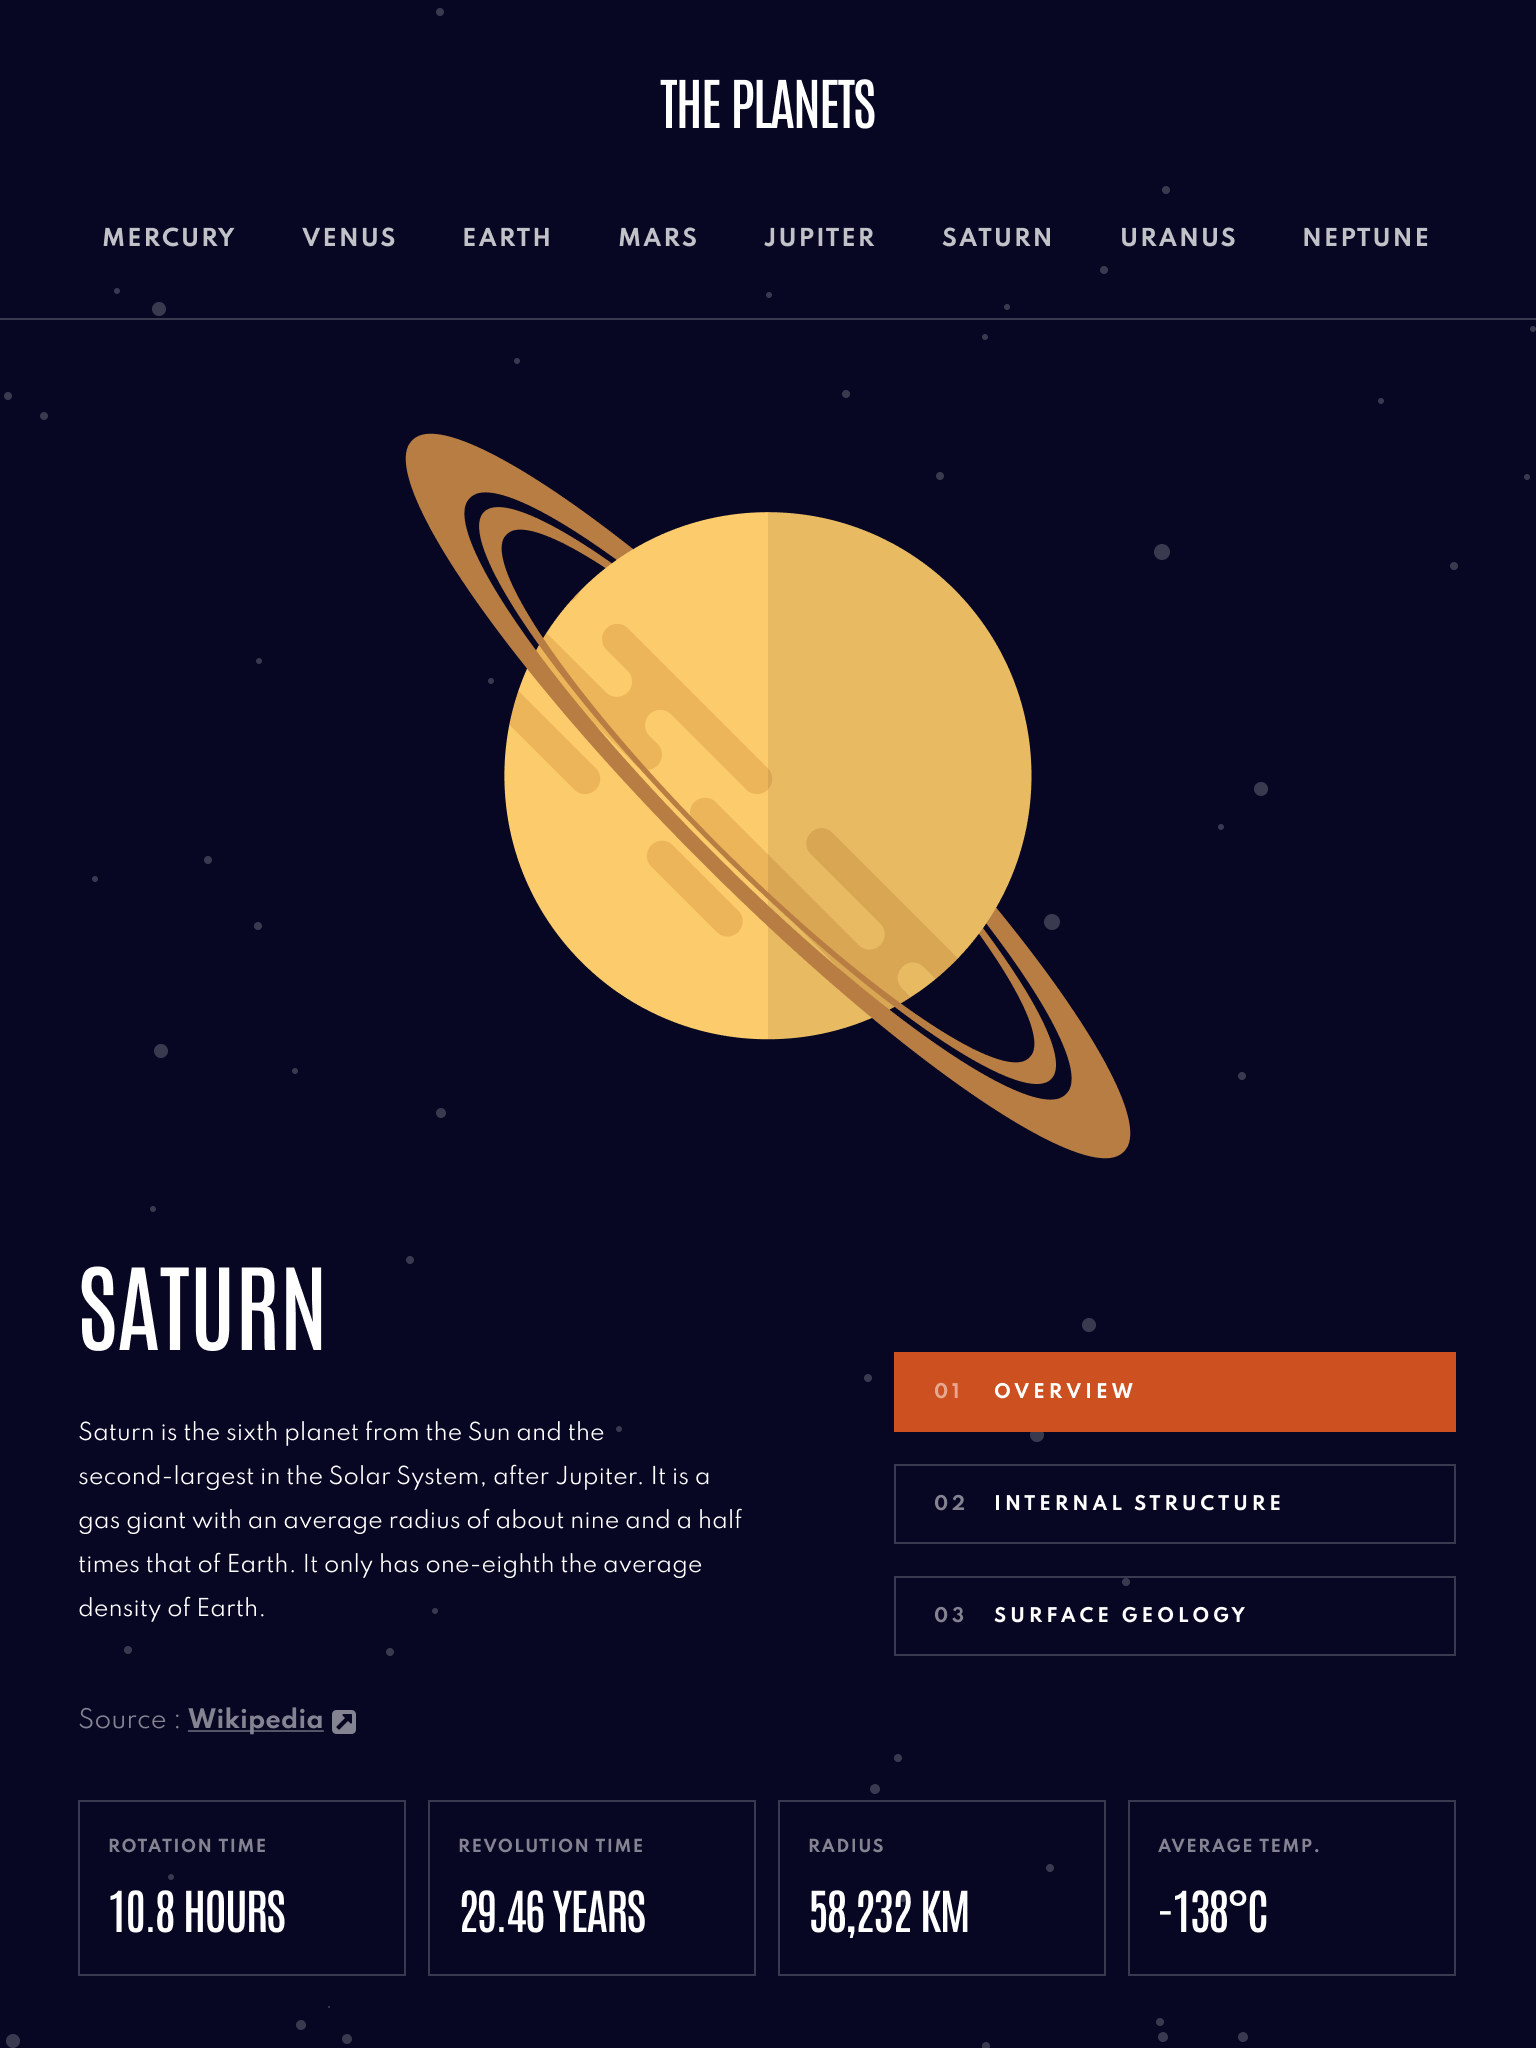 THE PLANETS
MERCURY VENUS EARTH MARS JUPITER SATURN URANUS NEPTUNE
SATURN
Saturn is the sixth planet from the Sun and the
second-largest in the Solar System, after Jupiter. It is a
gas giant with an average radius of about nine and a half
times that of Earth. It only has one-eighth the average
density of Earth.
Source : Wikipedia
01 OVERVIEW
02 INTERNAL STRUCTURE
03 SURFACE GEOLOGY
ROTATION TIME
10.8 HOURS
REVOLUTION TIME
29.46 YEARS
RADIUS
58,232 KM
AVERAGE TEMP.
-138°C